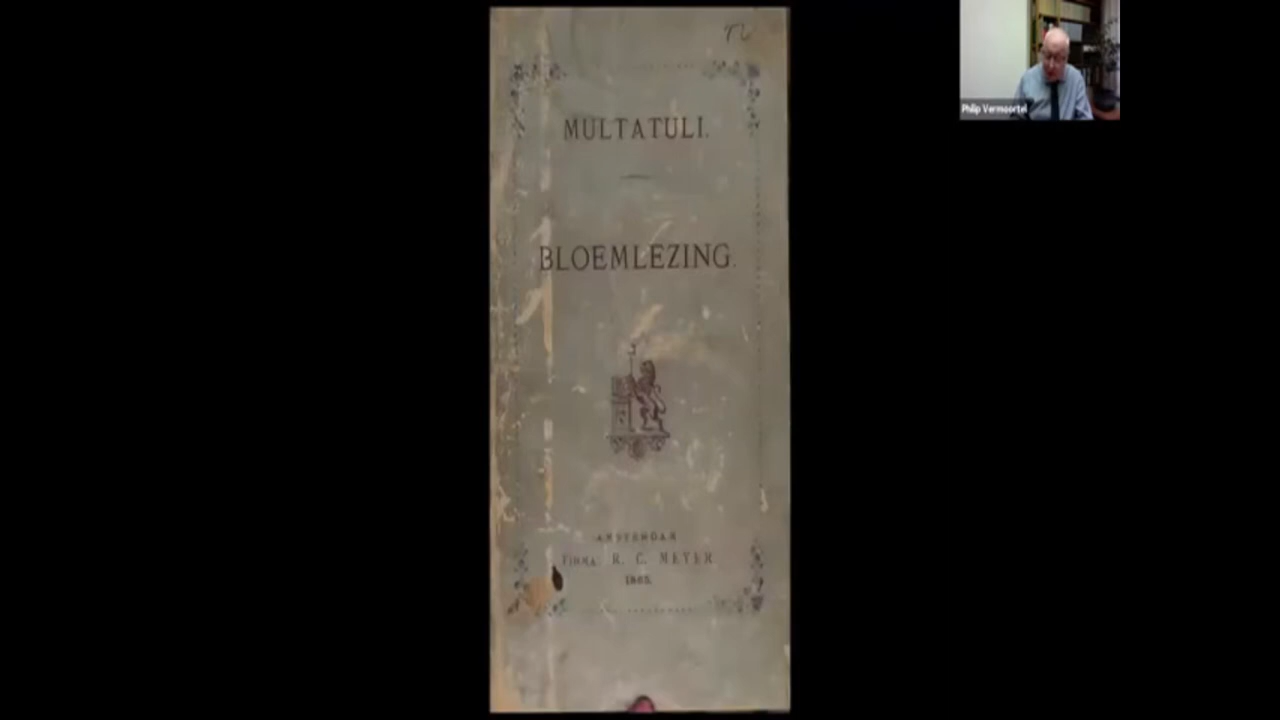 MULTATULI.
BLOEMLEZING.
AMSTERDAM
FIRMA R. C. MEYER
1865.
Philip Vermoortel